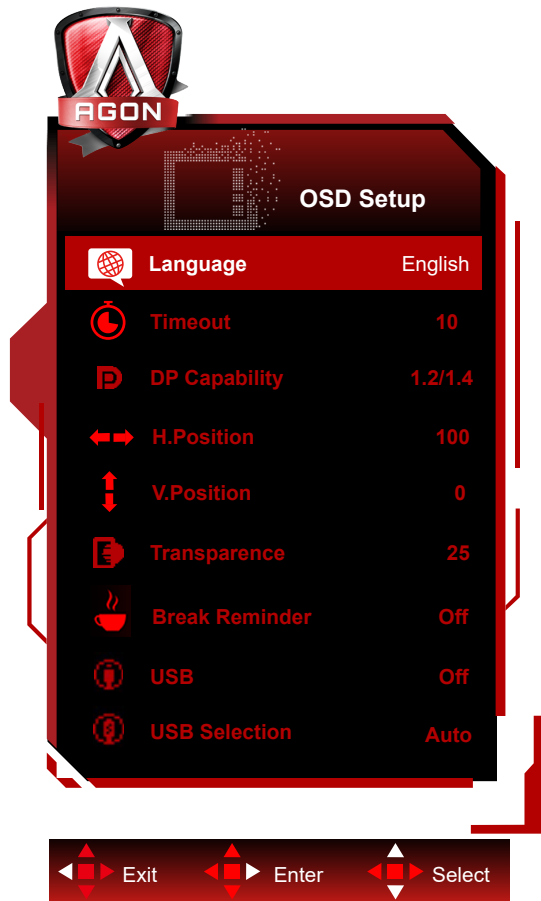 AGON
OSD Setup
Language English
Timeout 10
DP Capability 1.2/1.4
H.Position 100
V.Position 0
Transparence 25
Break Reminder Off
USB Off
USB Selection Auto
Exit Enter Select